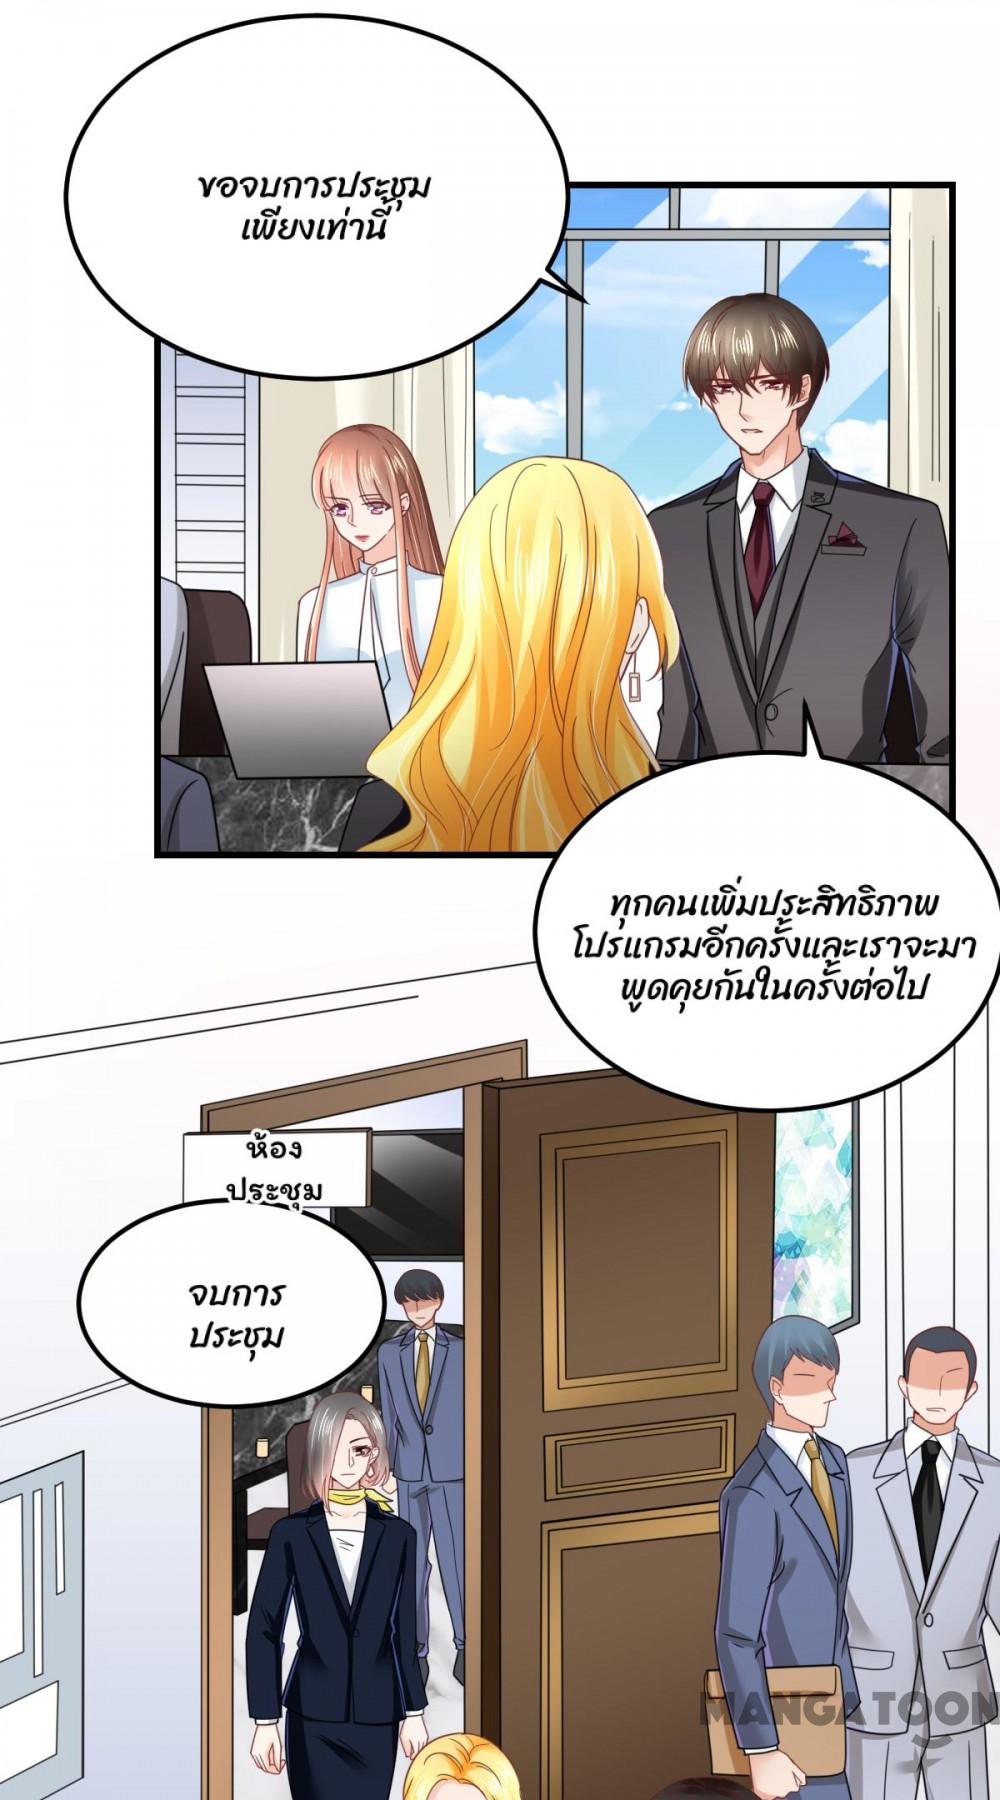 ขอจบการประชุม
เพียงเท่านี้
ทุกคนเพิ่มประสิทธิภาพ
โปรแกรมอีกครั้งและเราจะมา
พูดคุยกันในครั้งต่อไป
ห้อง
ประชุม
จบการ
ประชุม
MANGATOON